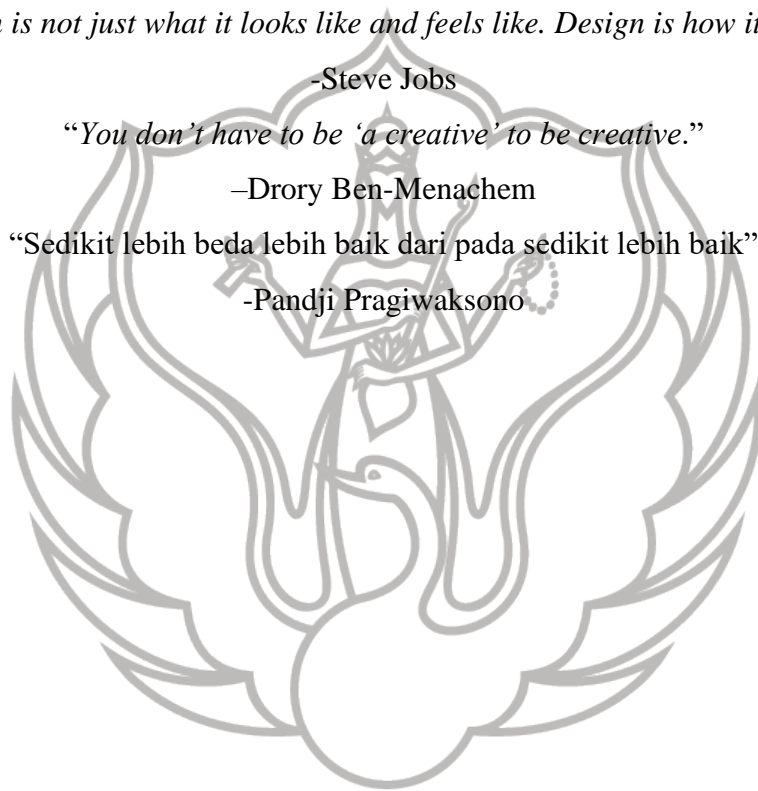 is not just what it looks like and feels like. Design is how it
-Steve Jobs
“You don’t have to be ‘a creative’ to be creative.”
–Drory Ben-Menachem
“Sedikit lebih beda lebih baik dari pada sedikit lebih baik”
-Pandji Pragiwaksono